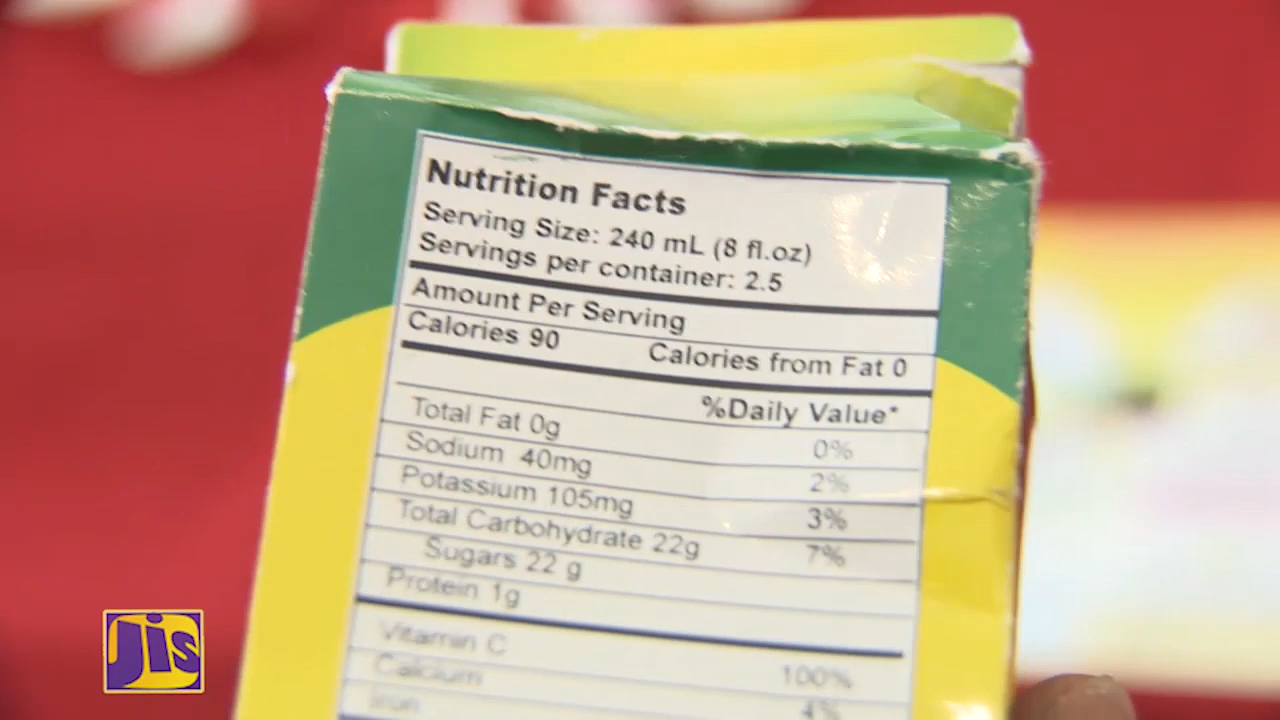 Nutrition Facts
Serving Size: 240 mL (8 fl.oz)
Servings per container: 2.5
Amount Per Serving
Calories 90 Calories from Fat 0
%Daily Value*
Total Fat 0g 0%
Sodium 40mg 2%
Potassium 105mg 3%
Total Carbohydrate 22g 7%
Sugars 22 g
Protein 1g
Vitamin C 100%
Calcium 4%
Iron
Jis